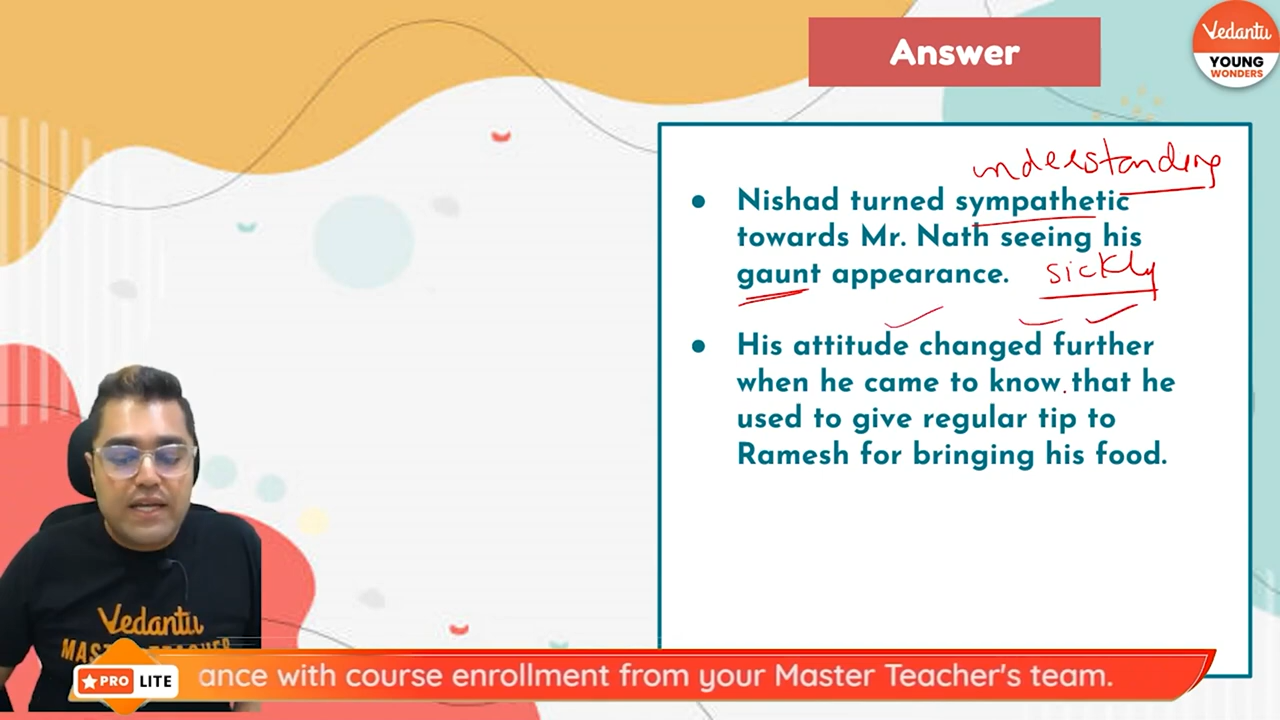 Answer
Vedantu
YOUNG
WONDERS
understanding
• Nishad turned sympathetic
towards Mr. Nath seeing his
gaunt appearance. sickly
• His attitude changed further
when he came to know that he
used to give regular tip to
Ramesh for bringing his food.
Vedantu
PRO LITE
ance with course enrollment from your Master Teacher's team.